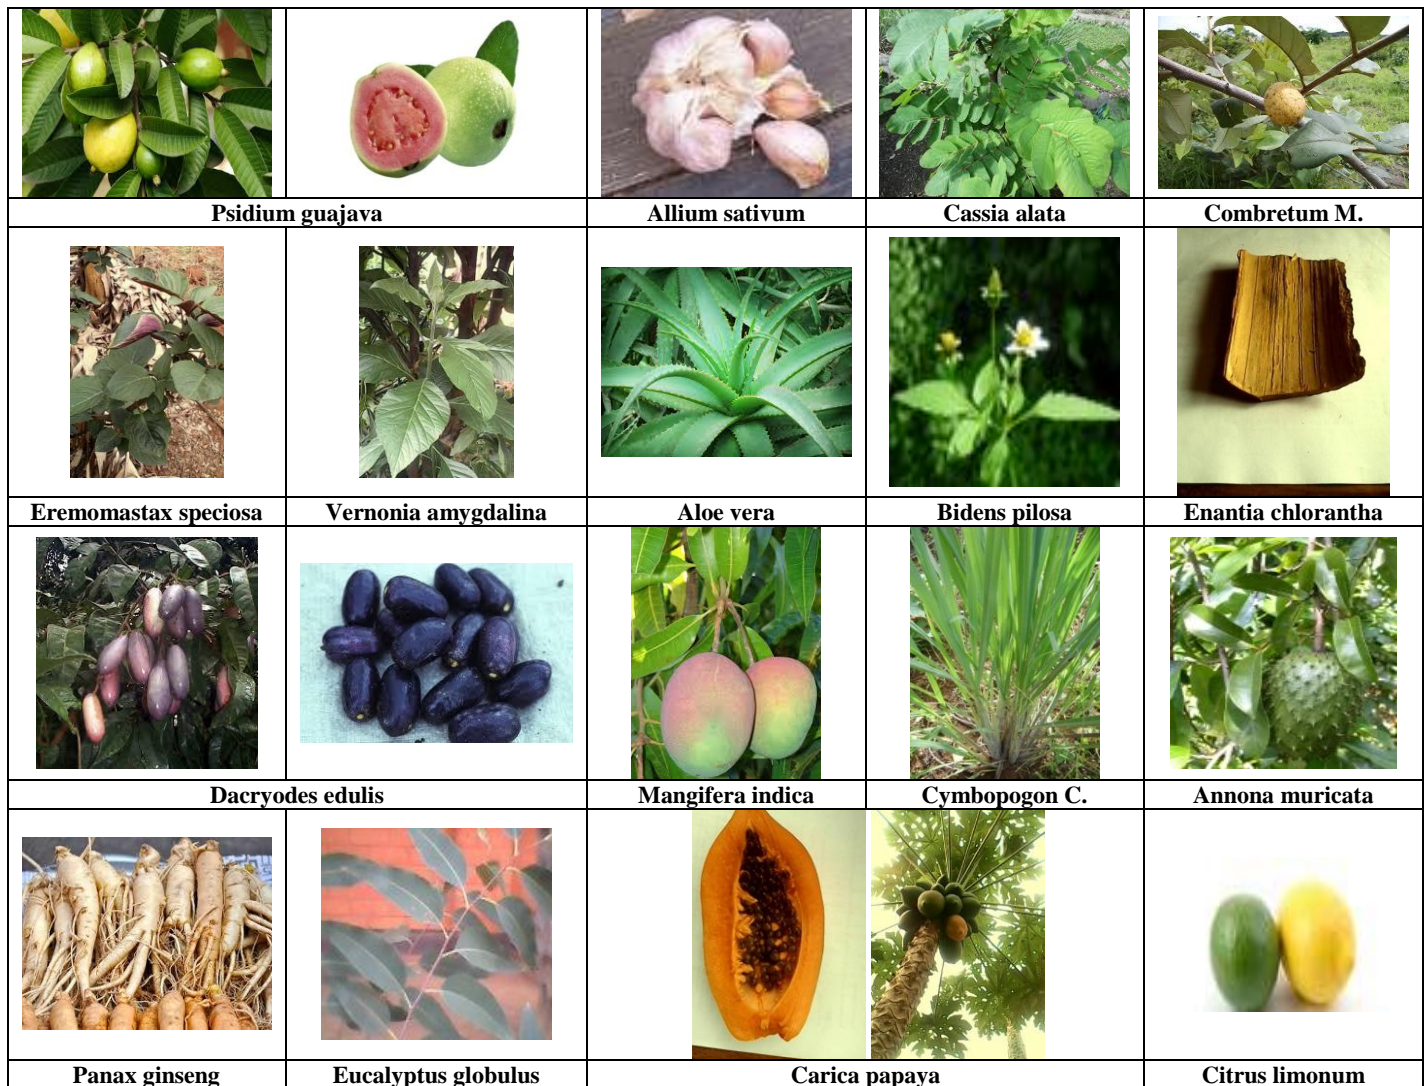 Psidium guajava
Allium sativum
Cassia alata
Combretum M.
Eremomastax speciosa
Vernonia amygdalina
Aloe vera
Bidens pilosa
Enantia chlorantha
Dacryodes edulis
Mangifera indica
Cymbopogon C.
Annona muricata
Panax ginseng
Eucalyptus globulus
Carica papaya
Citrus limonum